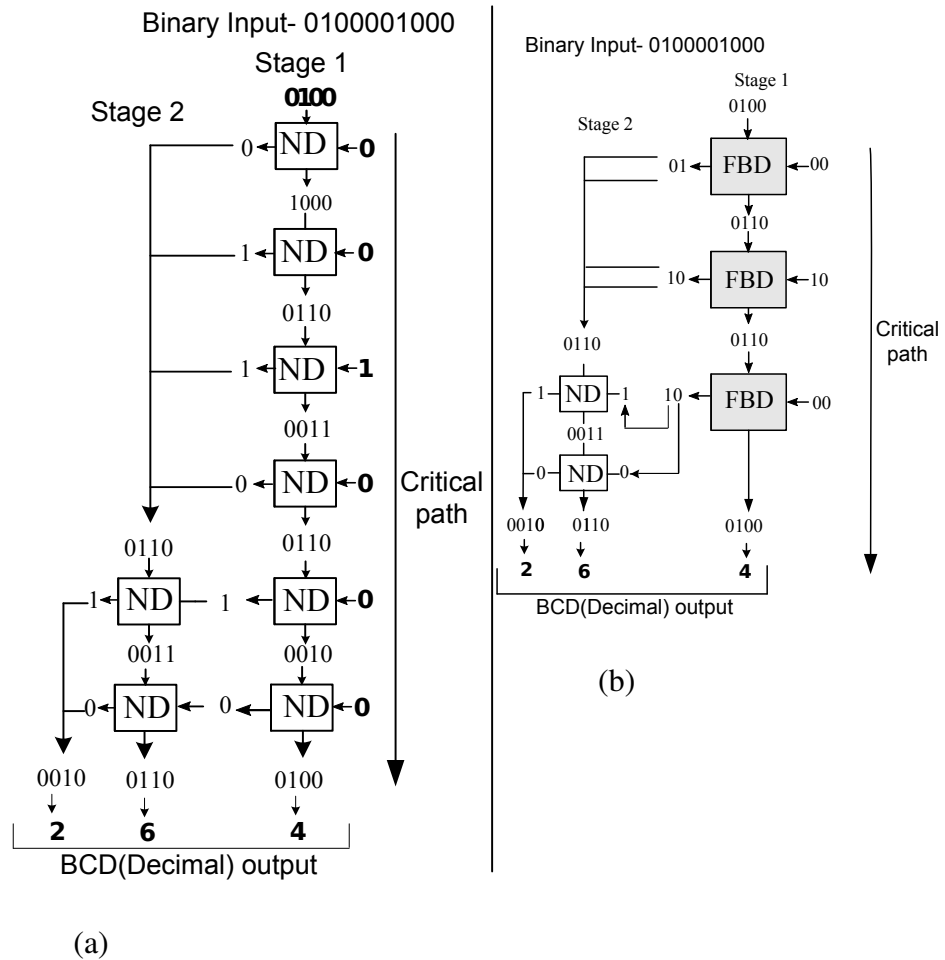 Binary Input- 0100001000
Stage 1
0100
Stage 2
0 ND 0
1000
1 ND 0
0110
1 ND 1
0011
0 ND 0
0110 0110
1 ND 1 ND 0
0011 0010
0 ND 0 ND 0
0010 0110 0100
2 6 4
BCD(Decimal) output
Critical
path
(a)
Binary Input- 0100001000
Stage 1
0100
Stage 2
01 FBD 00
0110
10 FBD 10
0110 0110
1 ND 1 10 FBD 00
0011
0 ND 0
0010 0110 0100
2 6 4
BCD(Decimal) output
Critical
path
(b)